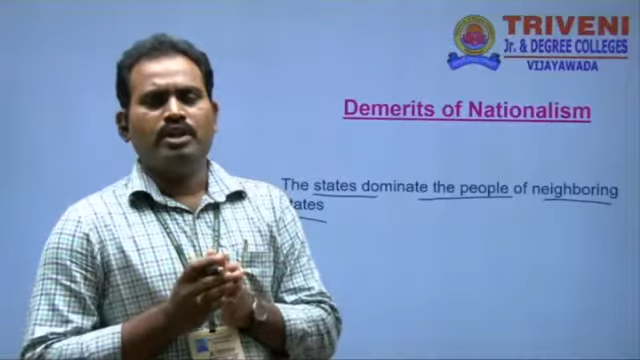 TRIVENI
Jr. & DEGREE COLLEGES
VIJAYAWADA
Demerits of Nationalism
The states dominate the people of neighboring
tates